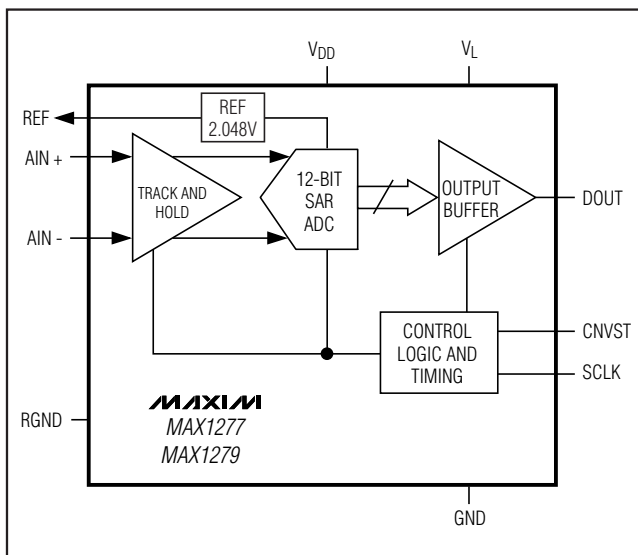 VDD
VL
REF
REF
2.048V
AIN +
TRACK AND
HOLD
12-BIT
SAR
ADC
OUTPUT
BUFFER
DOUT
AIN -
CONTROL
LOGIC AND
TIMING
CNVST
SCLK
RGND
MAXIM
MAX1277
MAX1279
GND